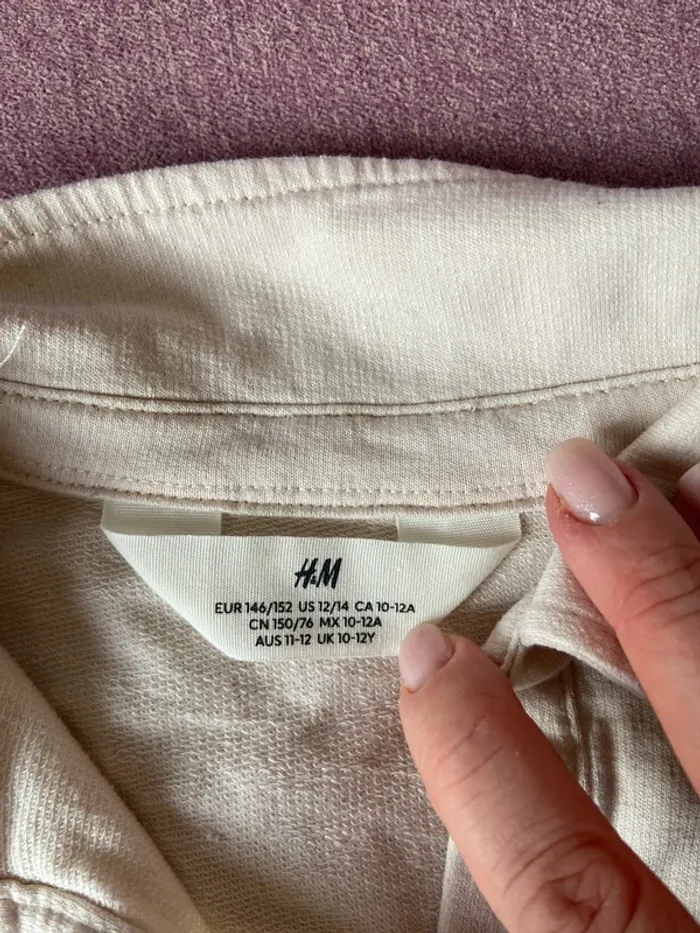 H&M
EUR 146/152 US 12/14 CA 10-12A
CN 150/76 MX 10-12A
AUS 11-12 UK 10-12Y